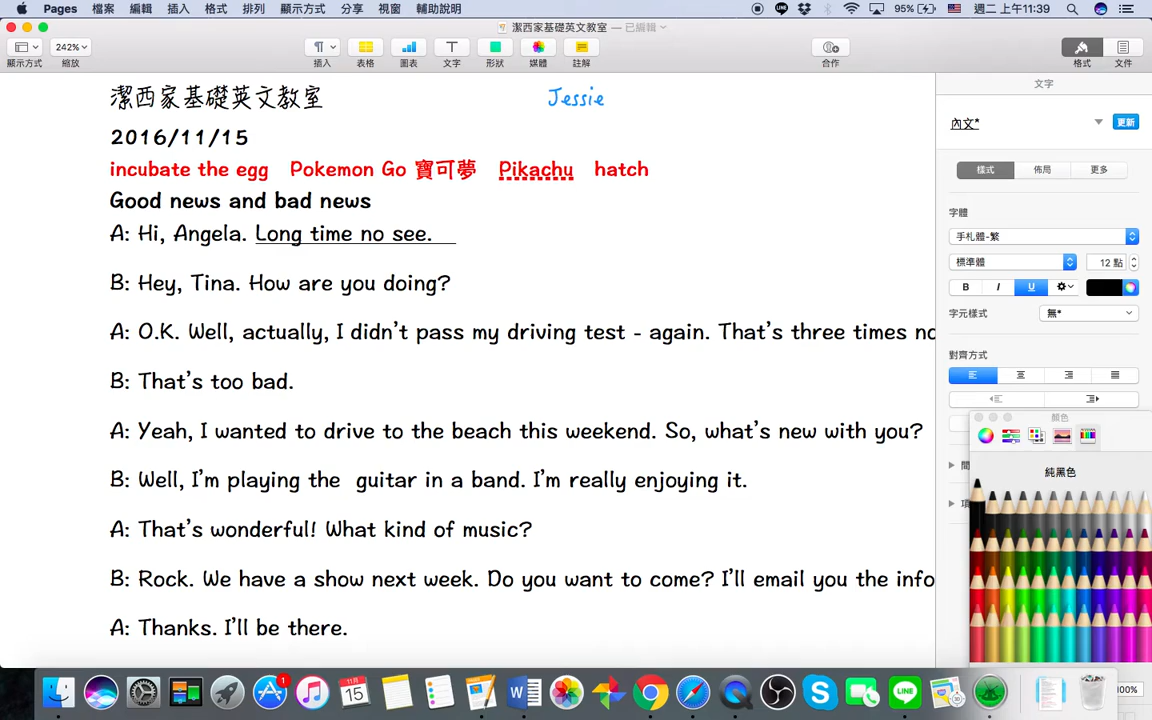 Pages 檔案 編輯 插入 格式 排列 顯示方式 分享 視窗 輔助說明 95% 週二 上午11:39
潔西家基礎英文教室 — 已編輯
242%
顯示方式 縮放 插入 表格 圖表 文字 形狀 媒體 註解 合作 格式 文件
潔西家基礎英文教室 Jessie
2016/11/15
incubate the egg Pokemon Go 寶可夢 Pikachu hatch
Good news and bad news
A: Hi, Angela. Long time no see.
B: Hey, Tina. How are you doing?
A: O.K. Well, actually, I didn't pass my driving test - again. That's three times no
B: That's too bad.
A: Yeah, I wanted to drive to the beach this weekend. So, what's new with you?
B: Well, I'm playing the guitar in a band. I'm really enjoying it.
A: That's wonderful! What kind of music?
B: Rock. We have a show next week. Do you want to come? I'll email you the info
A: Thanks. I'll be there.
文字
內文* 更新
樣式 佈局 更多
字體
手札體-繁
標準體 12 點
B I U
字元樣式 無*
對齊方式
顏色
純黑色
11月
15
1
LINE
100%